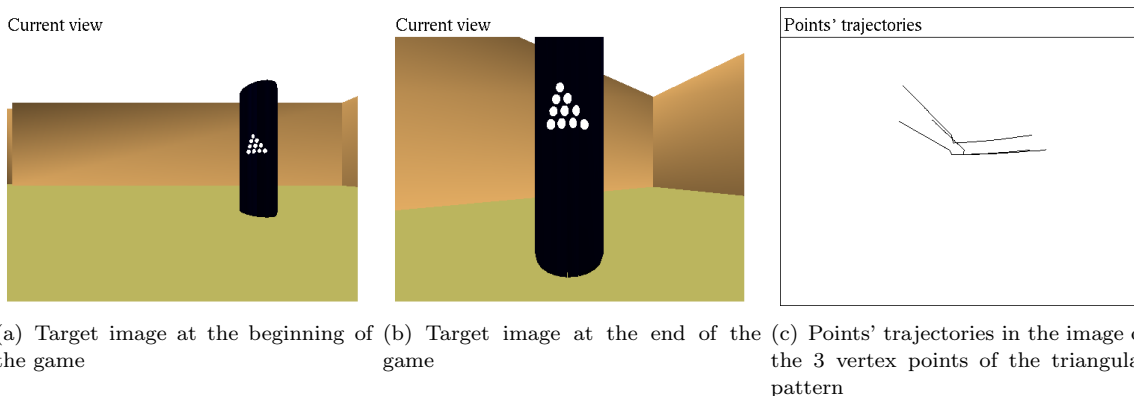 Current view
Current view
Points' trajectories
(a) Target image at the beginning of
the game
(b) Target image at the end of the
game
(c) Points' trajectories in the image
the 3 vertex points of the triangula
pattern